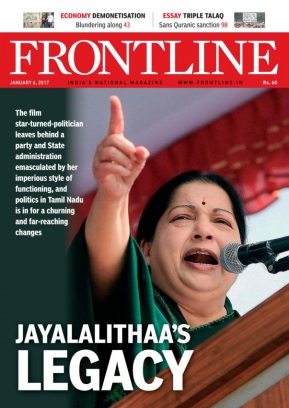 ECONOMY DEMONETISATION
Blundering along 43
ESSAY TRIPLE TALAQ
Sans Quranic sanction 98
FRONTLINE
JANUARY 6, 2017
INDIA'S NATIONAL MAGAZINE
WWW.FRONTLINE.IN
Rs. 60
The film
star-turned-politician
leaves behind a
party and State
administration
emasculated by her
imperious style of
functioning, and
politics in Tamil Nadu
is in for a churning
and far-reaching
changes
JAYALALITHAA'S
LEGACY